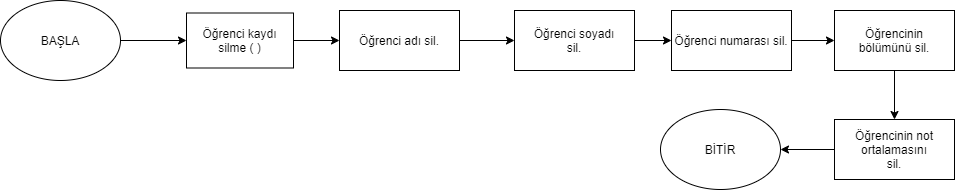 BAŞLA
Öğrenci kaydı
silme ( )
Öğrenci adı sil.
Öğrenci soyadı
sil.
Öğrenci numarası sil.
Öğrencinin
bölümünü sil.
Öğrencinin not
ortalamasını
sil.
BİTİR